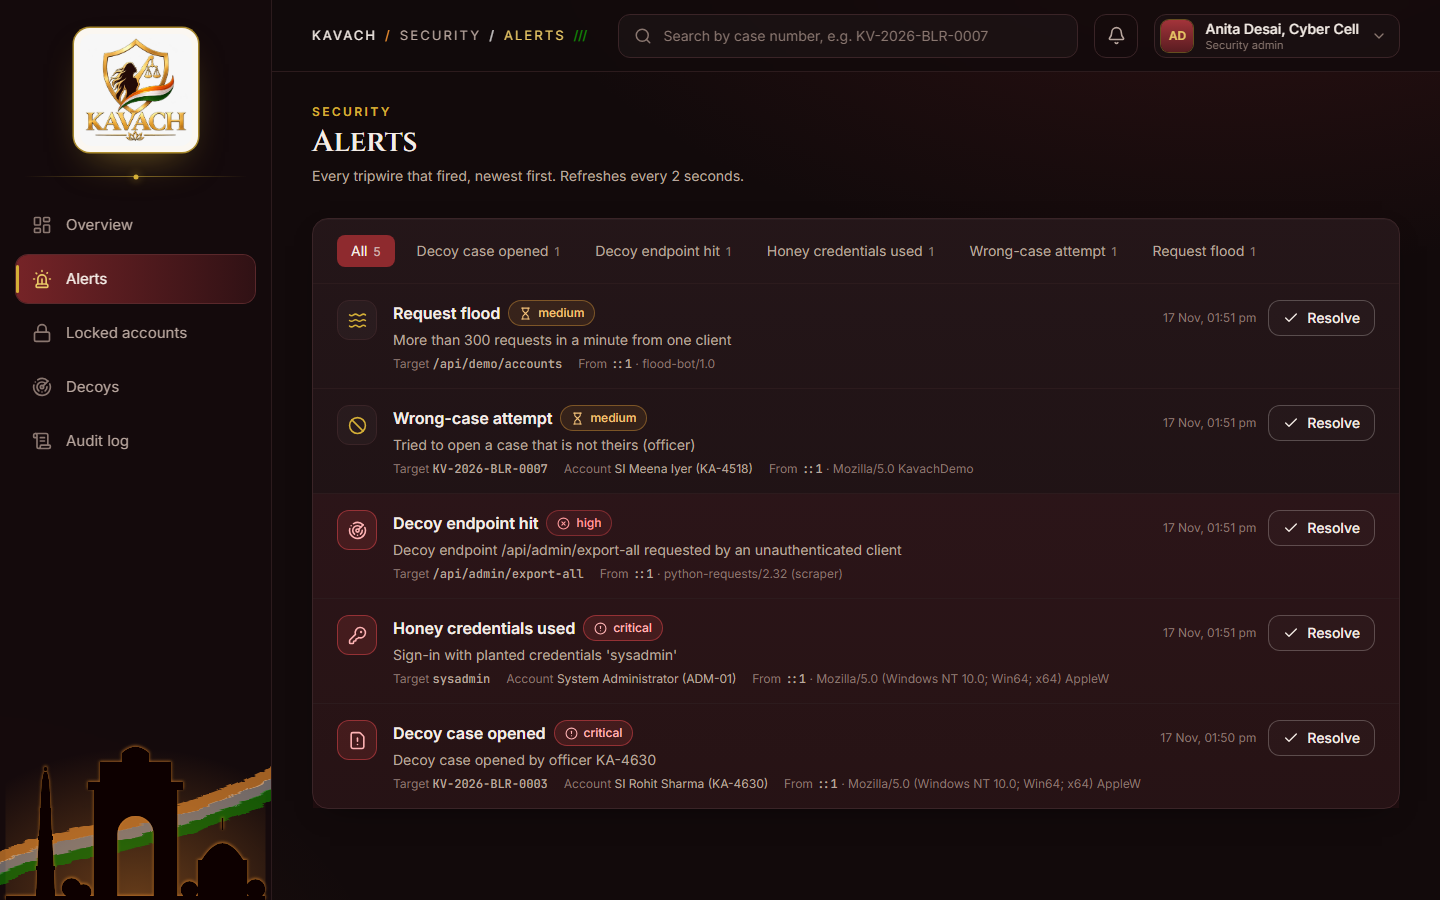 KAVACH
KAVACH / SECURITY / ALERTS ///
Search by case number, e.g. KV-2026-BLR-0007
AD
Anita Desai, Cyber Cell
Security admin
Overview
Alerts
Locked accounts
Decoys
Audit log
SECURITY
ALERTS
Every tripwire that fired, newest first. Refreshes every 2 seconds.
All 5 Decoy case opened 1 Decoy endpoint hit 1 Honey credentials used 1 Wrong-case attempt 1 Request flood 1
Request flood medium 17 Nov, 01:51 pm Resolve
More than 300 requests in a minute from one client
Target /api/demo/accounts From ::1 · flood-bot/1.0
Wrong-case attempt medium 17 Nov, 01:51 pm Resolve
Tried to open a case that is not theirs (officer)
Target KV-2026-BLR-0007 Account SI Meena Iyer (KA-4518) From ::1 · Mozilla/5.0 KavachDemo
Decoy endpoint hit high 17 Nov, 01:51 pm Resolve
Decoy endpoint /api/admin/export-all requested by an unauthenticated client
Target /api/admin/export-all From ::1 · python-requests/2.32 (scraper)
Honey credentials used critical 17 Nov, 01:51 pm Resolve
Sign-in with planted credentials 'sysadmin'
Target sysadmin Account System Administrator (ADM-01) From ::1 · Mozilla/5.0 (Windows NT 10.0; Win64; x64) AppleW
Decoy case opened critical 17 Nov, 01:50 pm Resolve
Decoy case opened by officer KA-4630
Target KV-2026-BLR-0003 Account SI Rohit Sharma (KA-4630) From ::1 · Mozilla/5.0 (Windows NT 10.0; Win64; x64) AppleW